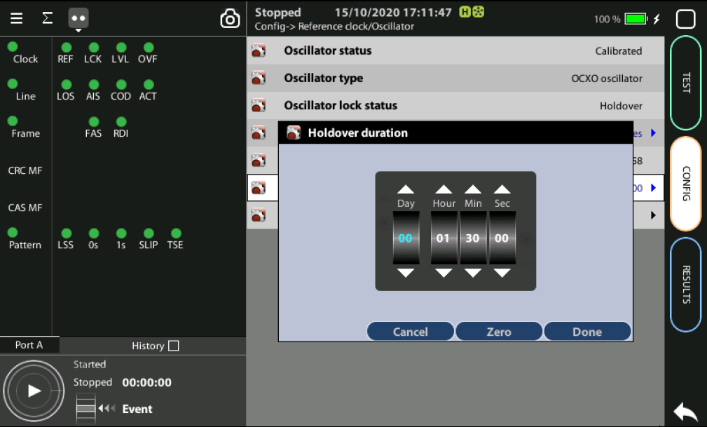 Stopped 15/10/2020 17:11:47 H
100 %
Config-> Reference clock/Oscillator
Clock REF LCK LVL OVF
Line LOS AIS COD ACT
Frame FAS RDI
CRC MF
CAS MF
Pattern LSS 0s 1s SLIP TSE
Port A History
Started
Stopped 00:00:00
Event
Oscillator status Calibrated
Oscillator type OCXO oscillator
Oscillator lock status Holdover
Holdover duration
Day Hour Min Sec
00 01 30 00
Cancel Zero Done
es
58
00
TEST
CONFIG
RESULTS